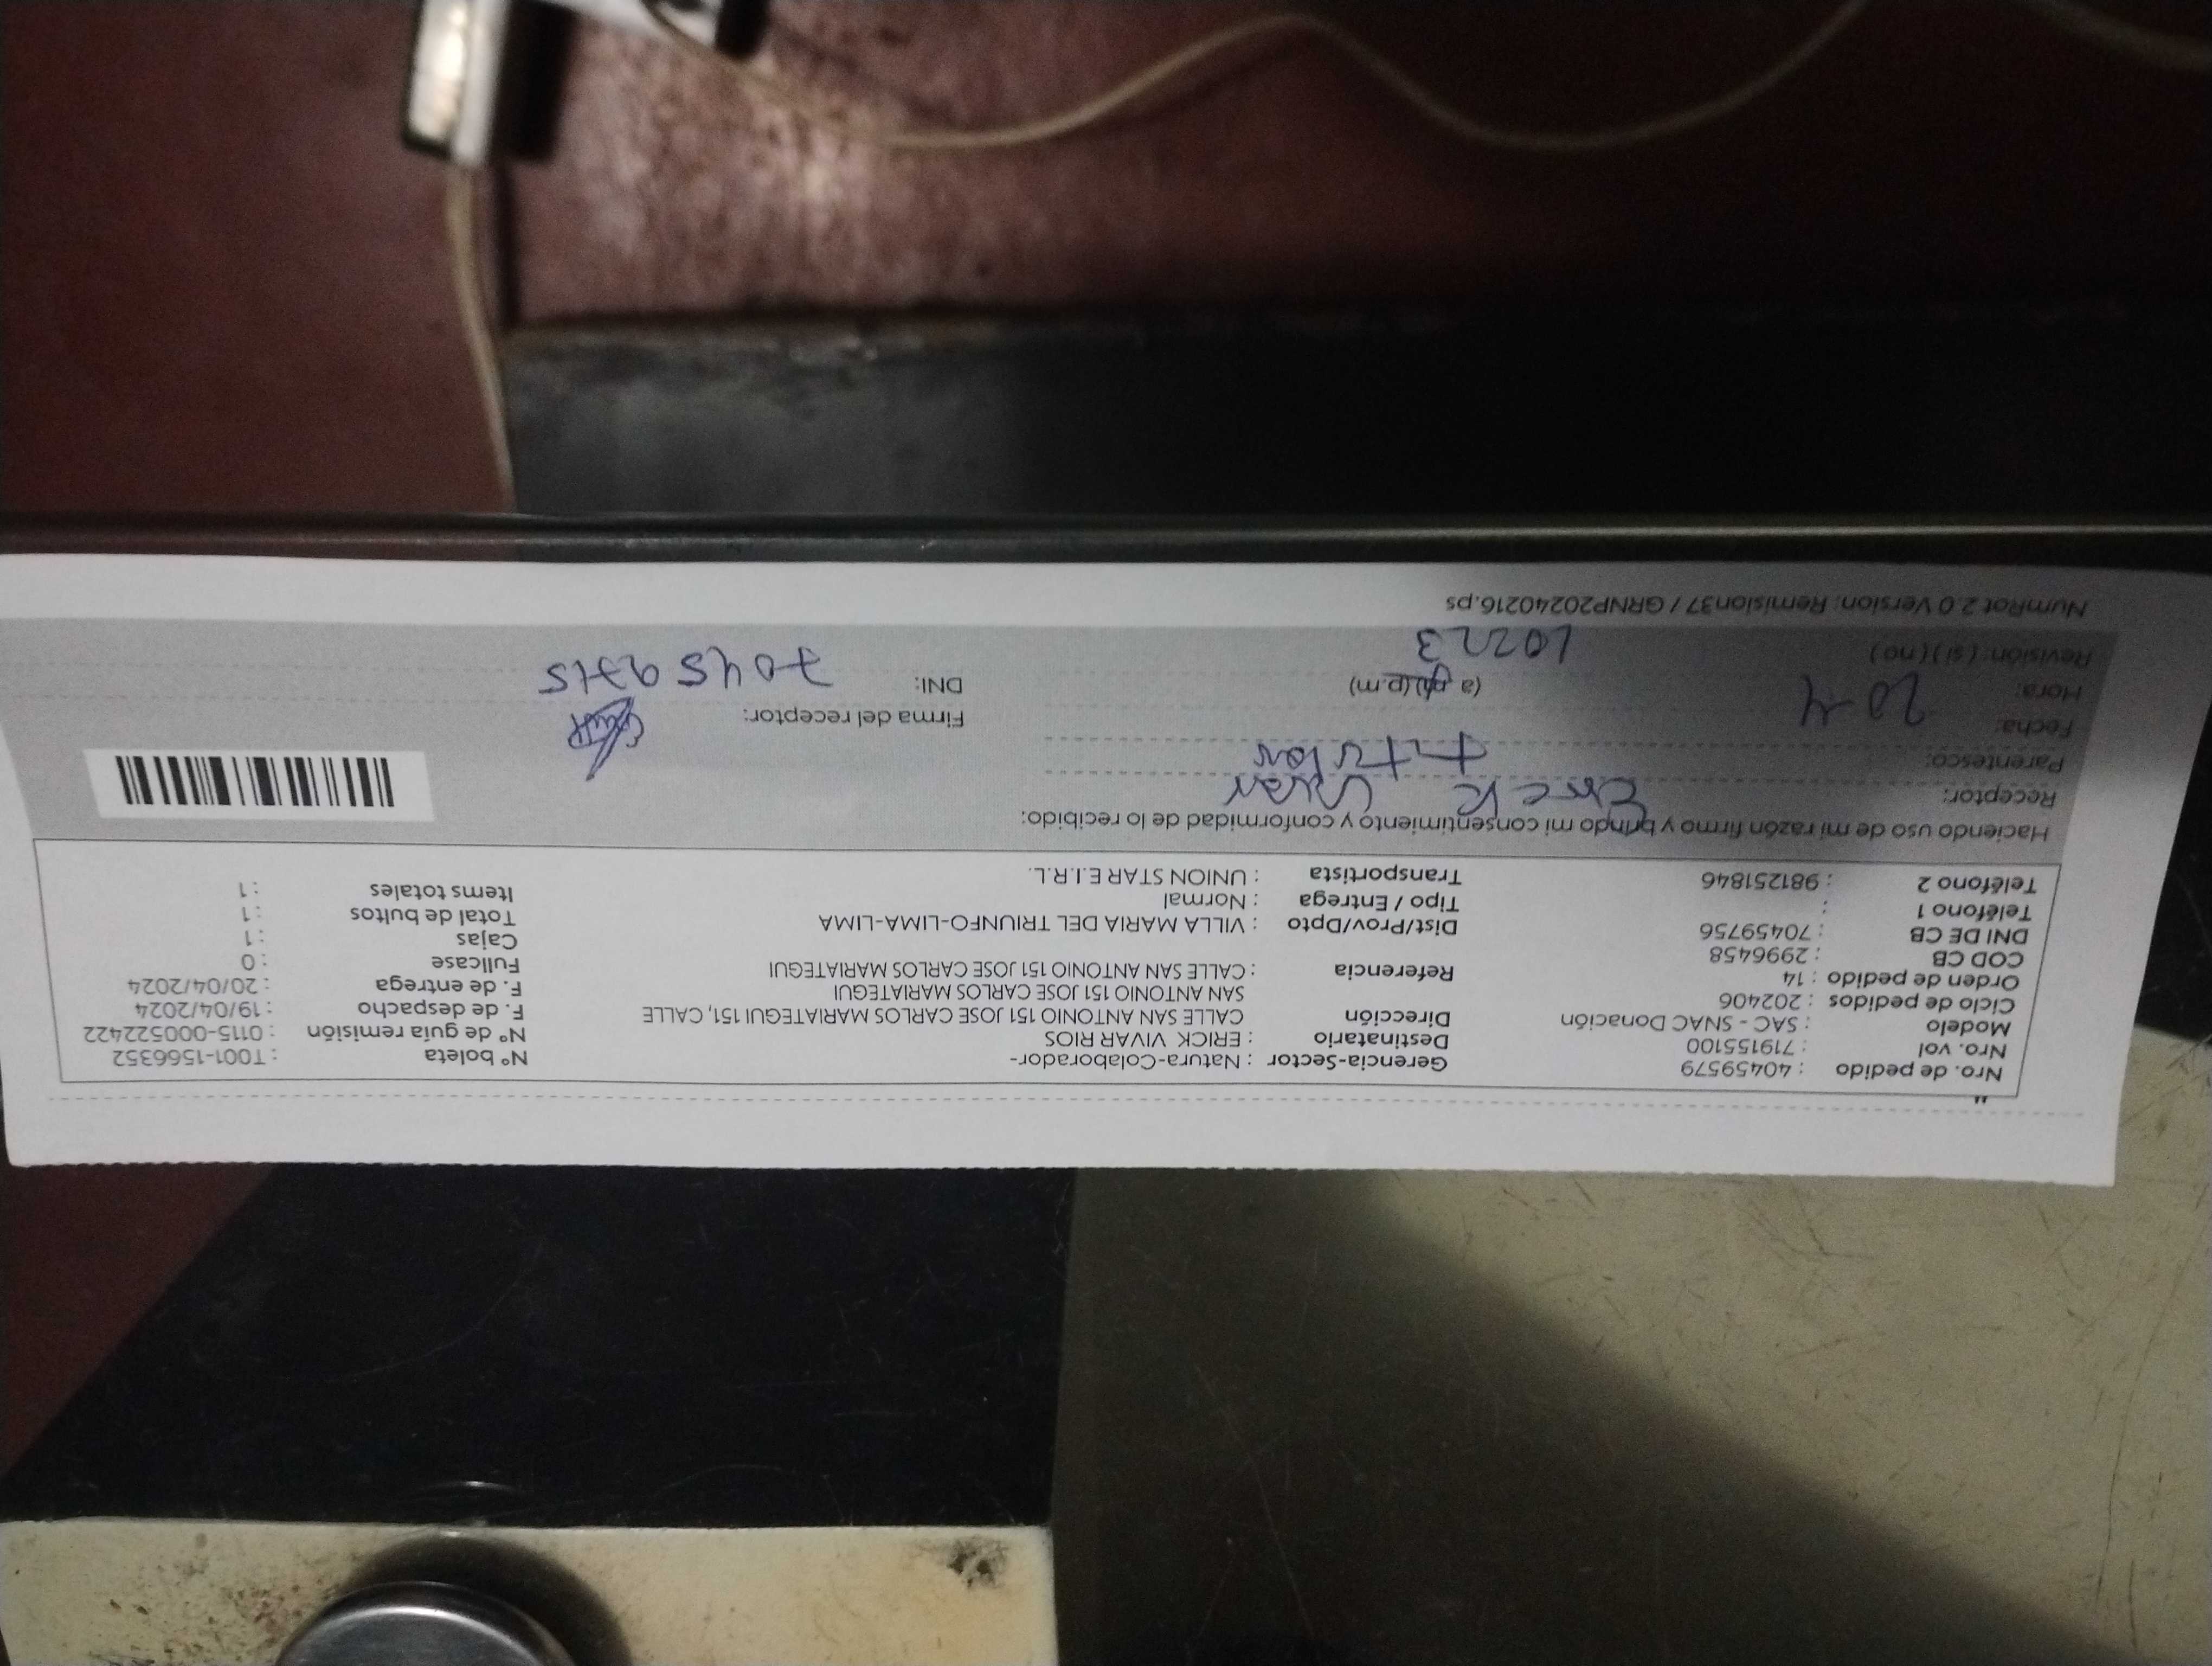 Nro. de pedido : 40459579
Nro. vol : 719155100
Modelo : SAC - SNAC Donación
Ciclo de pedidos : 202406
Orden de pedido : 14
COD CB : 2996458
DNI DE CB : 70459756
Teléfono 1 :
Teléfono 2 : 981251846
Gerencia-Sector : Natura-Colaborador-
Destinatario : ERICK VIVAR RIOS
Dirección CALLE SAN ANTONIO 151 JOSE CARLOS MARIATEGUI 151, CALLE
SAN ANTONIO 151 JOSE CARLOS MARIATEGUI
Referencia : CALLE SAN ANTONIO 151 JOSE CARLOS MARIATEGUI
Dist/Prov/Dpto : VILLA MARIA DEL TRIUNFO-LIMA-LIMA
Tipo / Entrega : Normal
Transportista : UNION STAR E.I.R.L.
N° boleta : T001-1566352
N° de guía remisión : 0115-000522422
F. de despacho : 19/04/2024
F. de entrega : 20/04/2024
Fullcase : 0
Cajas : 1
Total de bultos : 1
Items totales : 1
Haciendo uso de mi razón firmo y brindo mi consentimiento y conformidad de lo recibido:
Receptor: Erick Vivar
Parentesco: titular
Fecha: 20-4
Hora: (p.m)
Revisión: ( si ) ( no )
Firma del receptor:
DNI:
NumRot 2.0 Version: Remision37 / GRNP20240216.ps